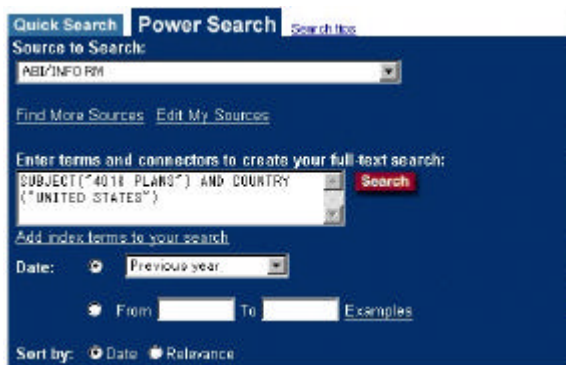 Quick Search Power Search Search tips
Source to Search:
ABI/INFORM
Find More Sources Edit My Sources
Enter terms and connectors to create your full-text search:
SUBJECT("401K PLANS") AND COUNTRY Search
("UNITED STATES")
Add index terms to your search
Date: Previous year
From To Examples
Sort by: Date Relevance